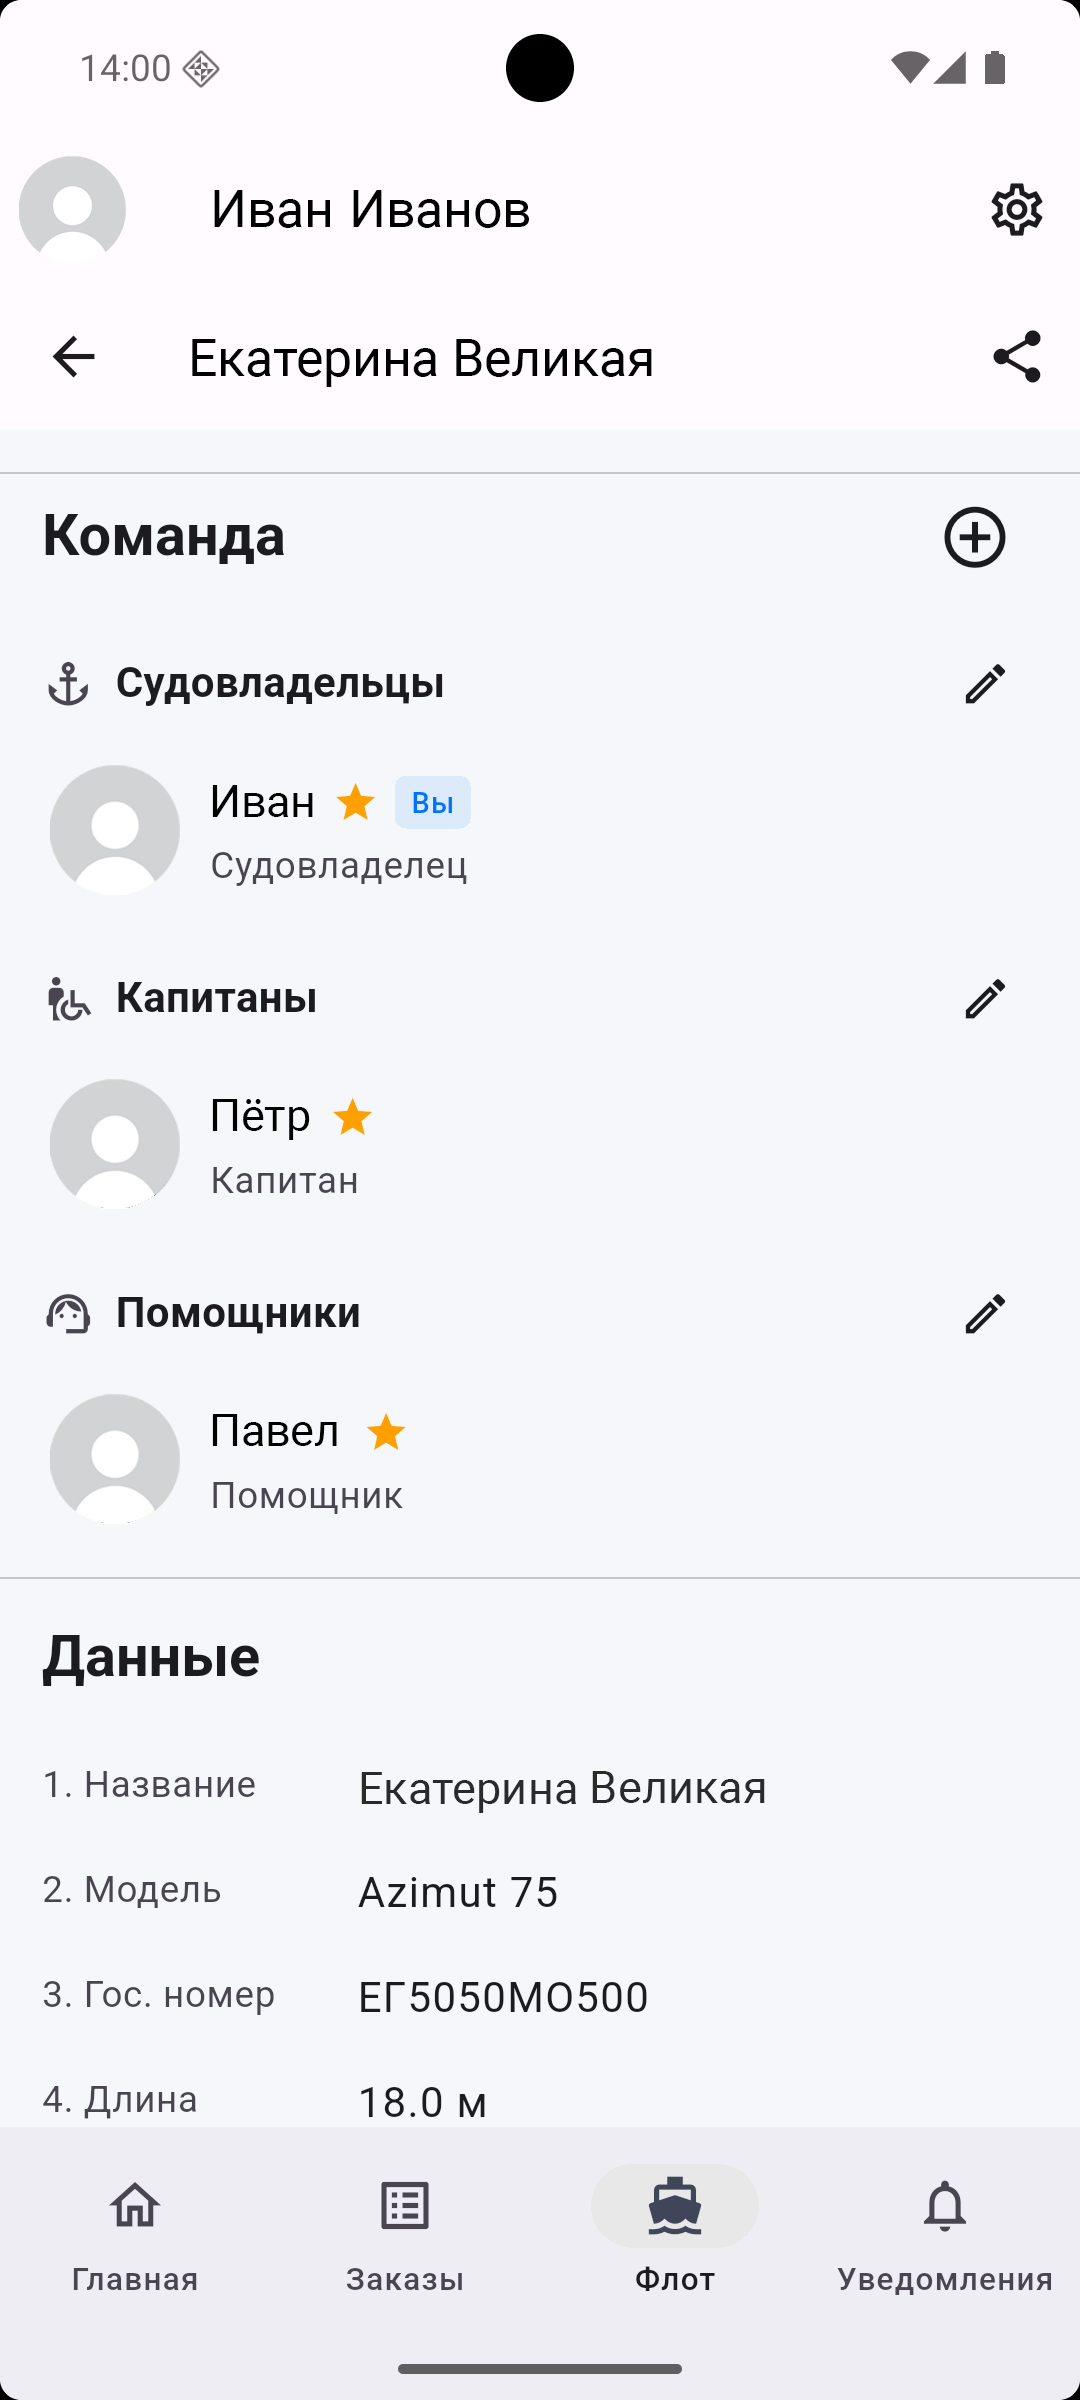 14:00
Иван Иванов
Екатерина Великая
Команда
Судовладельцы
Иван Вы
Судовладелец
Капитаны
Пётр
Капитан
Помощники
Павел
Помощник
Данные
1. Название Екатерина Великая
2. Модель Azimut 75
3. Гос. номер ЕГ5050МО500
4. Длина 18.0 м
Главная Заказы Флот Уведомления